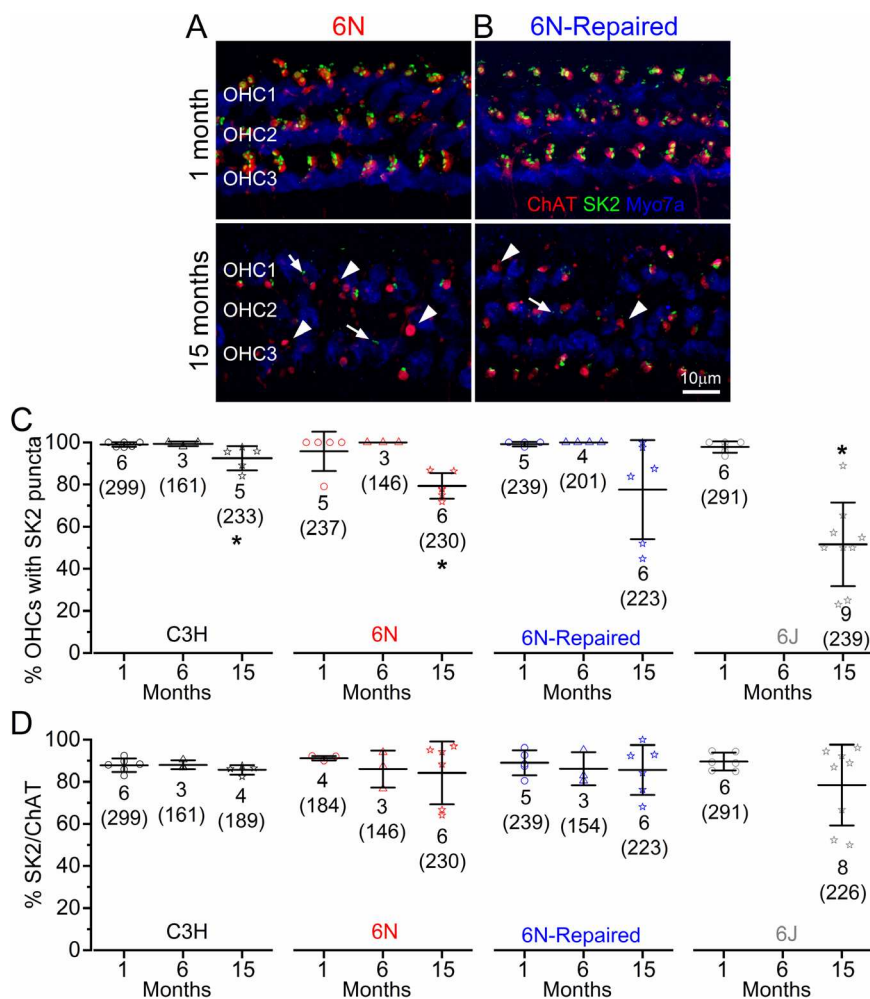 A
6N
B
6N-Repaired
1 month
OHC1
OHC2
OHC3
ChAT SK2 Myo7a
15 months
OHC1
OHC2
OHC3
10µm
C
% OHCs with SK2 puncta
100
80
60
40
20
0
6
(299)
3
(161)
5
(233)
*
5
(237)
3
(146)
6
(230)
*
5
(239)
4
(201)
6
(223)
6
(291)
*
9
(239)
C3H
6N
6N-Repaired
6J
1 6 15
Months
1 6 15
Months
1 6 15
Months
1 6 15
Months
D
% SK2/ChAT
100
80
60
40
20
0
6
(299)
3
(161)
4
(189)
4
(184)
3
(146)
6
(230)
5
(239)
3
(154)
6
(223)
6
(291)
8
(226)
C3H
6N
6N-Repaired
6J
1 6 15
Months
1 6 15
Months
1 6 15
Months
1 6 15
Months